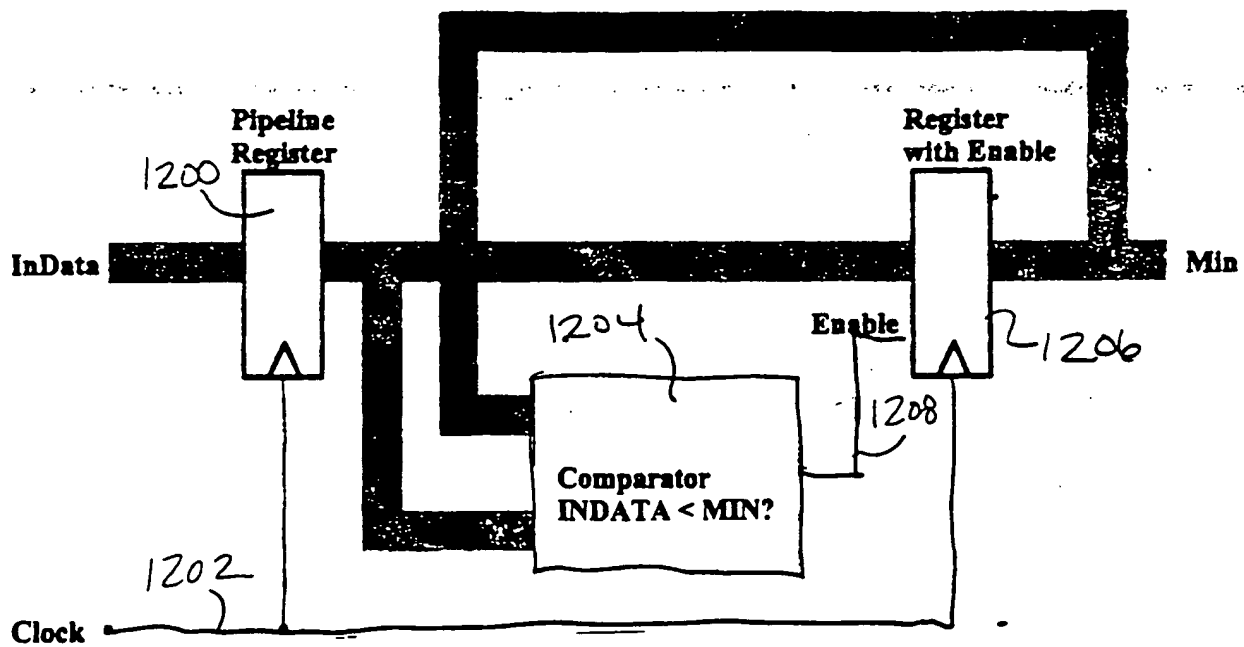 Pipeline
Register
1200
Register
with Enable
InData
Min
1204
Enable
1206
1208
Comparator
INDATA < MIN?
1202
Clock